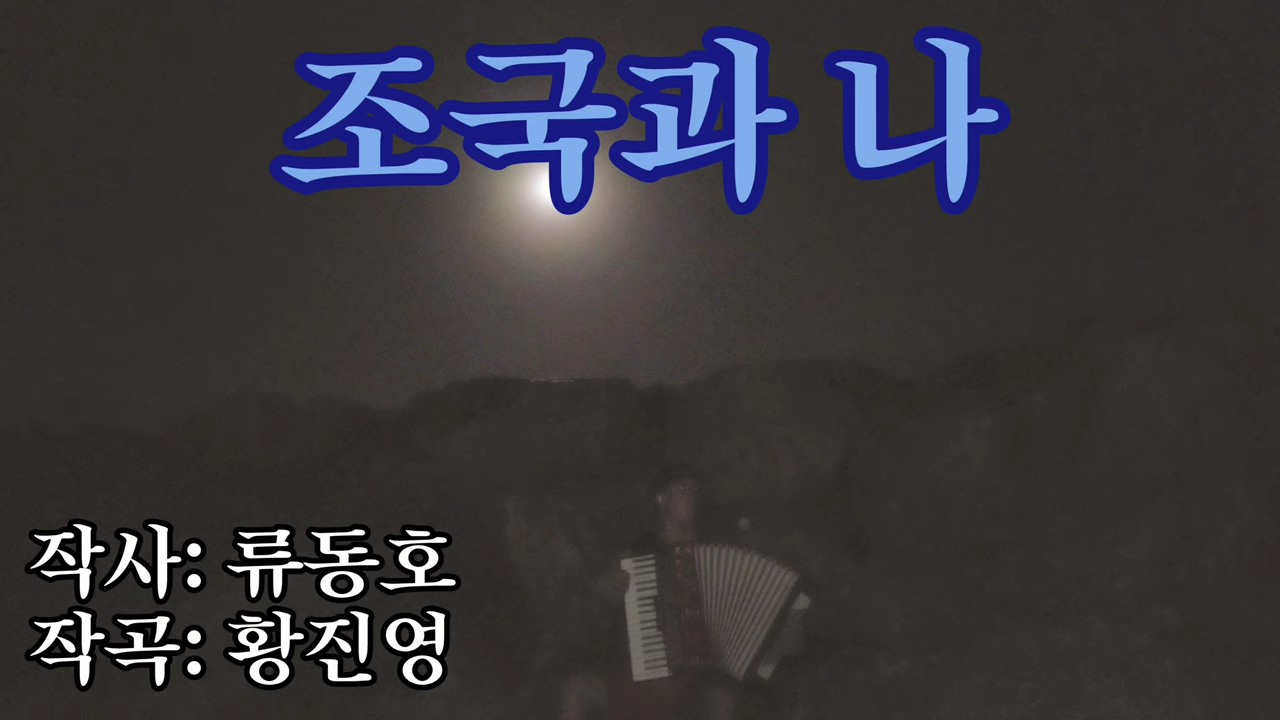 조국과 나
작사: 류동호
작곡: 황진영